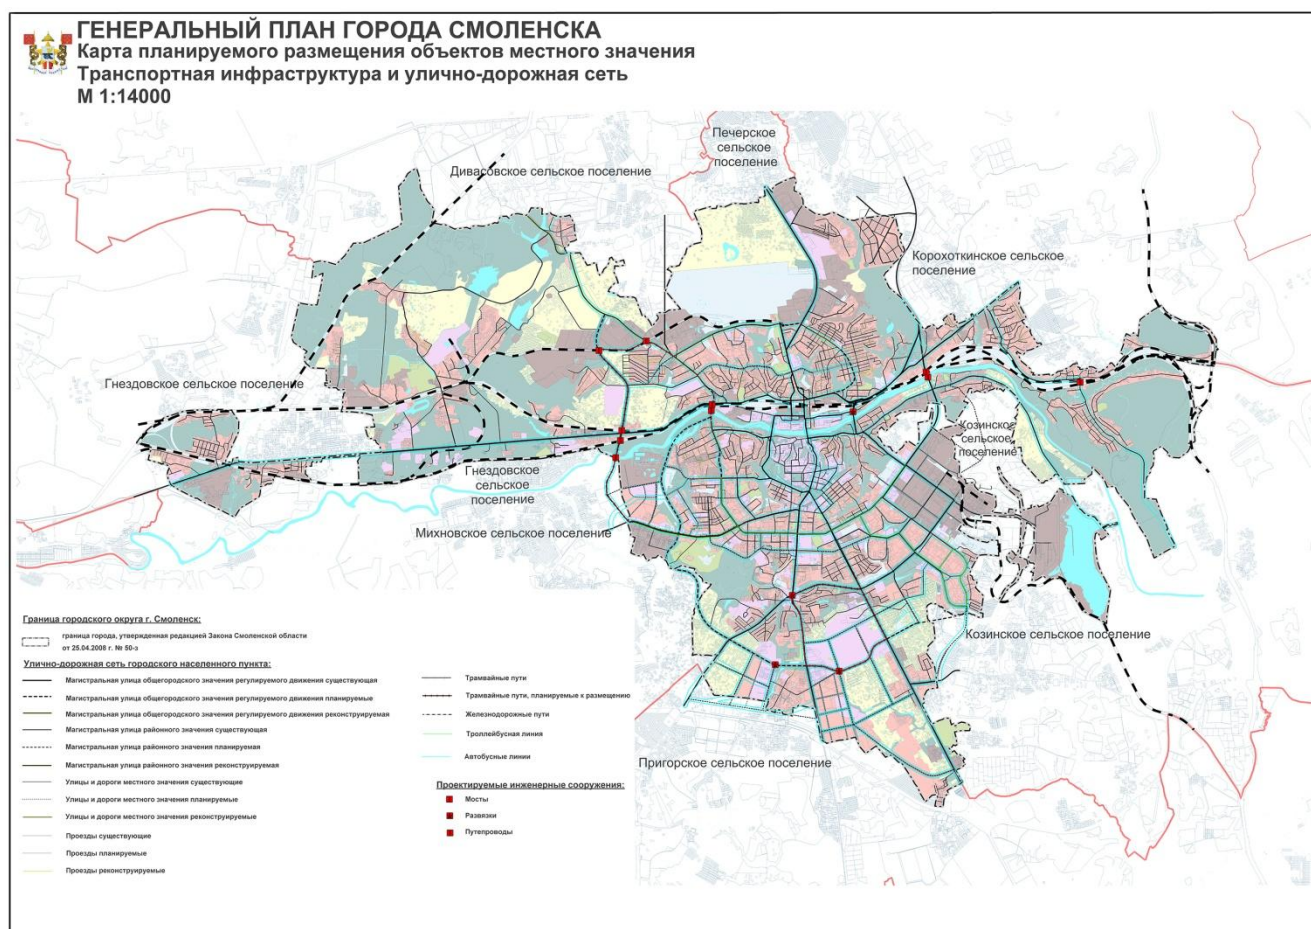 ГЕНЕРАЛЬНЫЙ ПЛАН ГОРОДА СМОЛЕНСКА
Карта планируемого размещения объектов местного значения
Транспортная инфраструктура и улично-дорожная сеть
М 1:14000
Печерское
сельское
поселение
Дивасовское сельское поселение
Корохоткинское сельское
поселение
Гнездовское сельское поселение
Козинское
сельское
поселение
Гнездовское
сельское
поселение
Михновское сельское поселение
Козинское сельское поселение
Пригорское сельское поселение
Граница городского округа г. Смоленск:
граница города, утвержденная редакцией Закона Смоленской области
от 25.04.2008 г. № 50-з
Улично-дорожная сеть городского населенного пункта:
Магистральная улица общегородского значения регулируемого движения существующая
Магистральная улица общегородского значения регулируемого движения планируемые
Магистральная улица общегородского значения регулируемого движения реконструируемая
Магистральная улица районного значения существующая
Магистральная улица районного значения планируемая
Магистральная улица районного значения реконструируемая
Улицы и дороги местного значения существующие
Улицы и дороги местного значения планируемые
Улицы и дороги местного значения реконструируемые
Проезды существующие
Проезды планируемые
Проезды реконструируемые
Трамвайные пути
Трамвайные пути, планируемые к размещению
Железнодорожные пути
Троллейбусная линия
Автобусные линии
Проектируемые инженерные сооружения:
Мосты
Развязки
Путепроводы